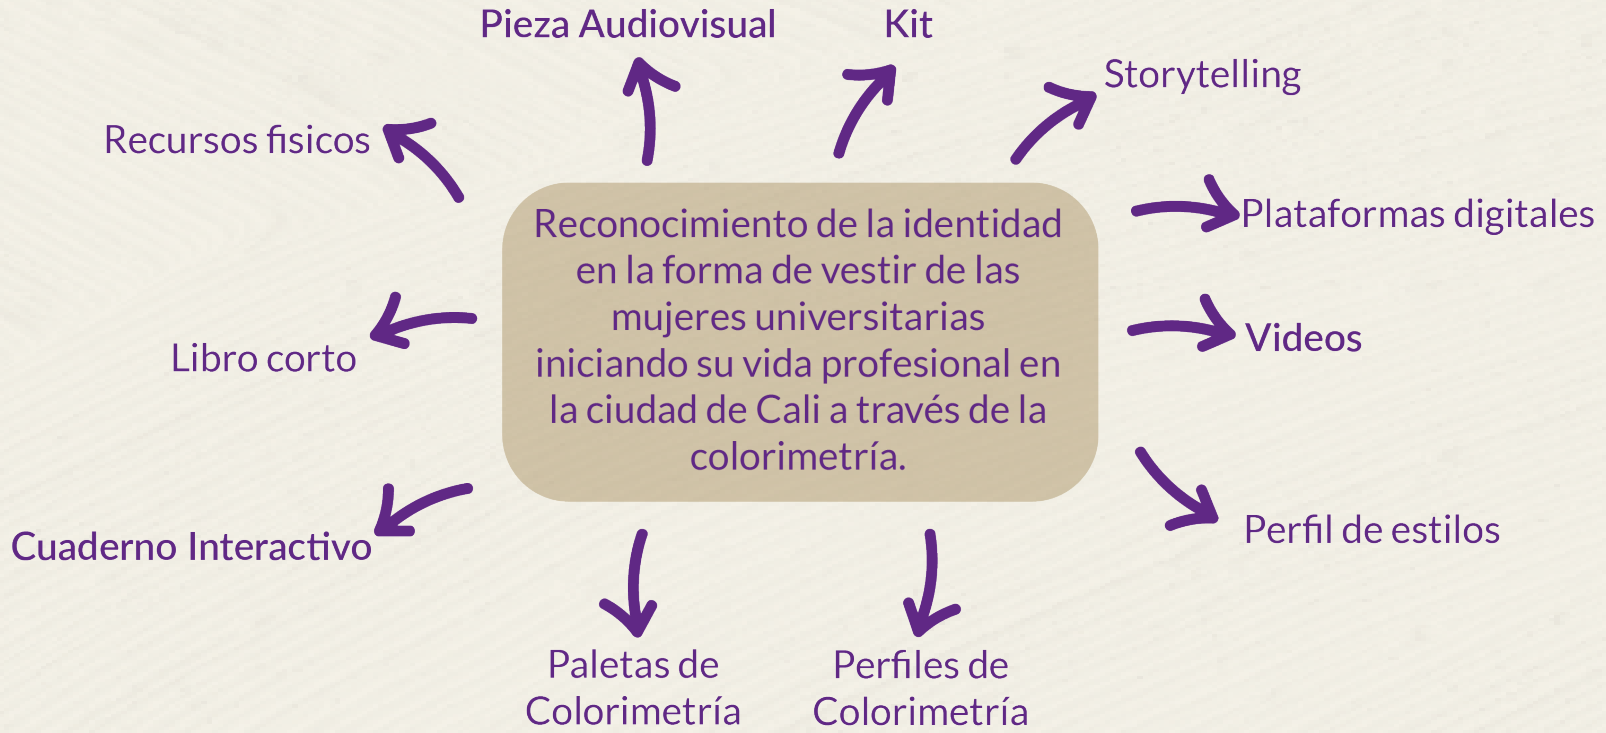 Pieza Audiovisual
Kit
Storytelling
Recursos fisicos
Plataformas digitales
Reconocimiento de la identidad
en la forma de vestir de las
mujeres universitarias
iniciando su vida profesional en
la ciudad de Cali a través de la
colorimetría.
Videos
Libro corto
Perfil de estilos
Cuaderno Interactivo
Paletas de
Colorimetría
Perfiles de
Colorimetría